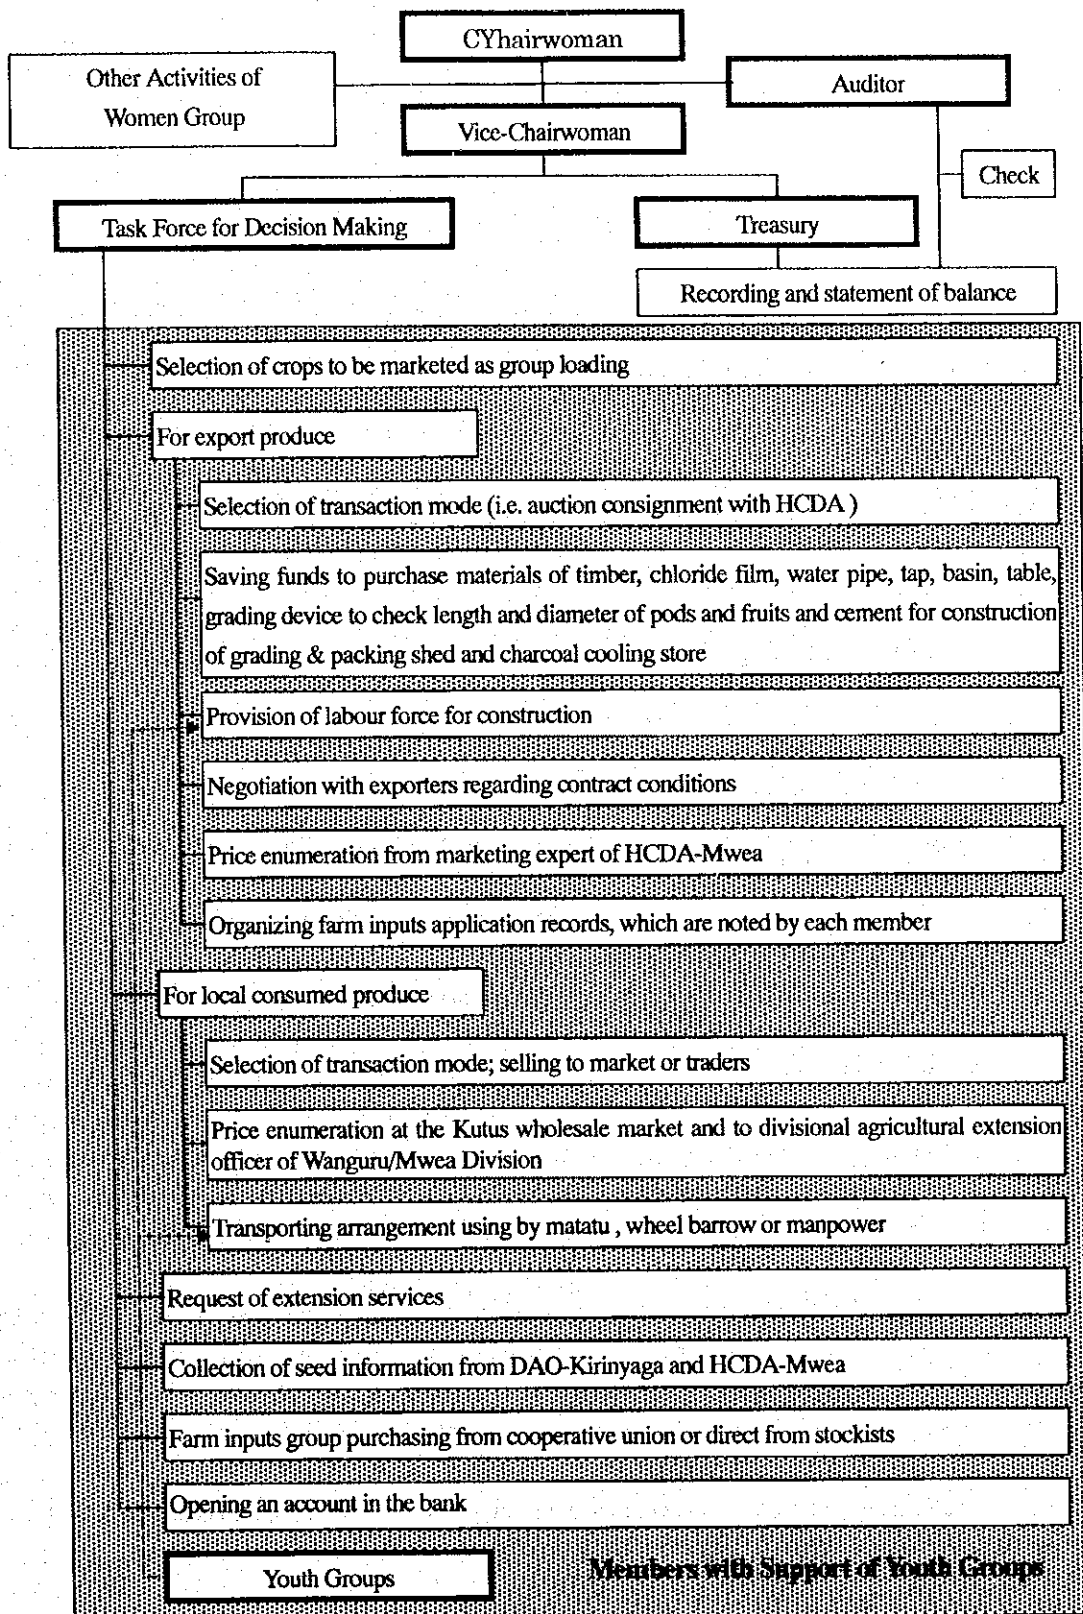 CYhairwoman
Other Activities of
Women Group
Auditor
Vice-Chairwoman
Check
Task Force for Decision Making
Treasury
Recording and statement of balance
Selection of crops to be marketed as group loading
For export produce
Selection of transaction mode (i.e. auction consignment with HCDA )
Saving funds to purchase materials of timber, chloride film, water pipe, tap, basin, table,
grading device to check length and diameter of pods and fruits and cement for construction
of grading & packing shed and charcoal cooling store
Provision of labour force for construction
Negotiation with exporters regarding contract conditions
Price enumeration from marketing expert of HCDA-Mwea
Organizing farm inputs application records, which are noted by each member
For local consumed produce
Selection of transaction mode; selling to market or traders
Price enumeration at the Kutus wholesale market and to divisional agricultural extension
officer of Wanguru/Mwea Division
Transporting arrangement using by matatu , wheel barrow or manpower
Request of extension services
Collection of seed information from DAO-Kirinyaga and HCDA-Mwea
Farm inputs group purchasing from cooperative union or direct from stockists
Opening an account in the bank
Youth Groups
Members with Support of Youth Groups